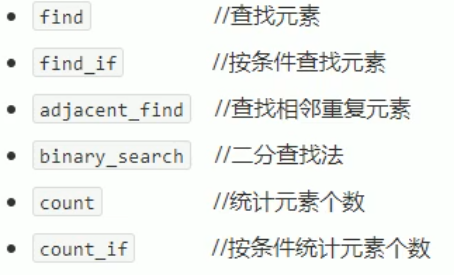 find //查找元素
find_if //按条件查找元素
adjacent_find //查找相邻重复元素
binary_search //二分查找法
count //统计元素个数
count_if //按条件统计元素个数